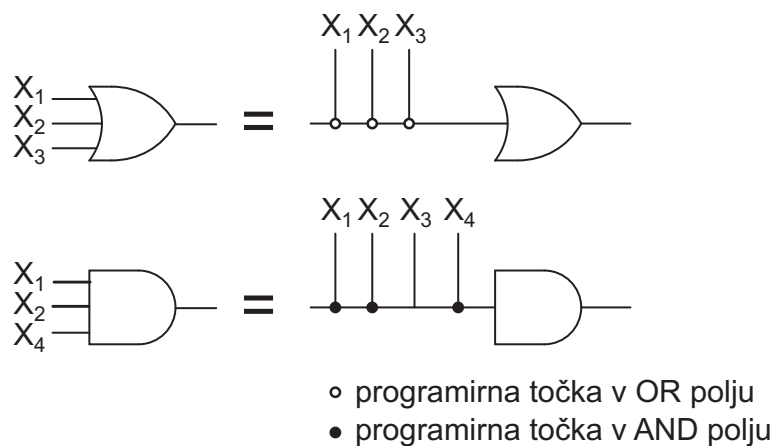 X₁ X₂ X₃
X₁
X₂
X₃
=
X₁ X₂ X₃ X₄
X₁
X₂
X₄
=
programirna točka v OR polju
programirna točka v AND polju